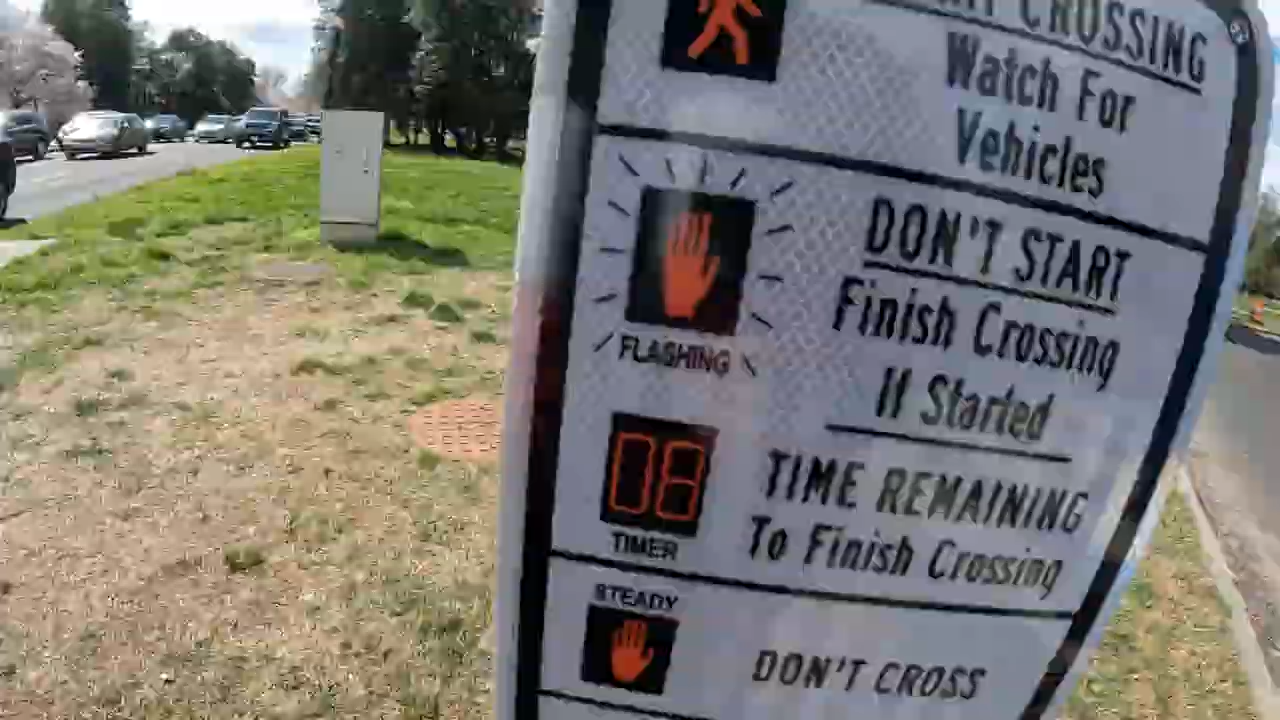 CROSSING
Watch For
Vehicles
DON'T START
Finish Crossing
If Started
FLASHING
08
TIMER
TIME REMAINING
To Finish Crossing
STEADY
DON'T CROSS